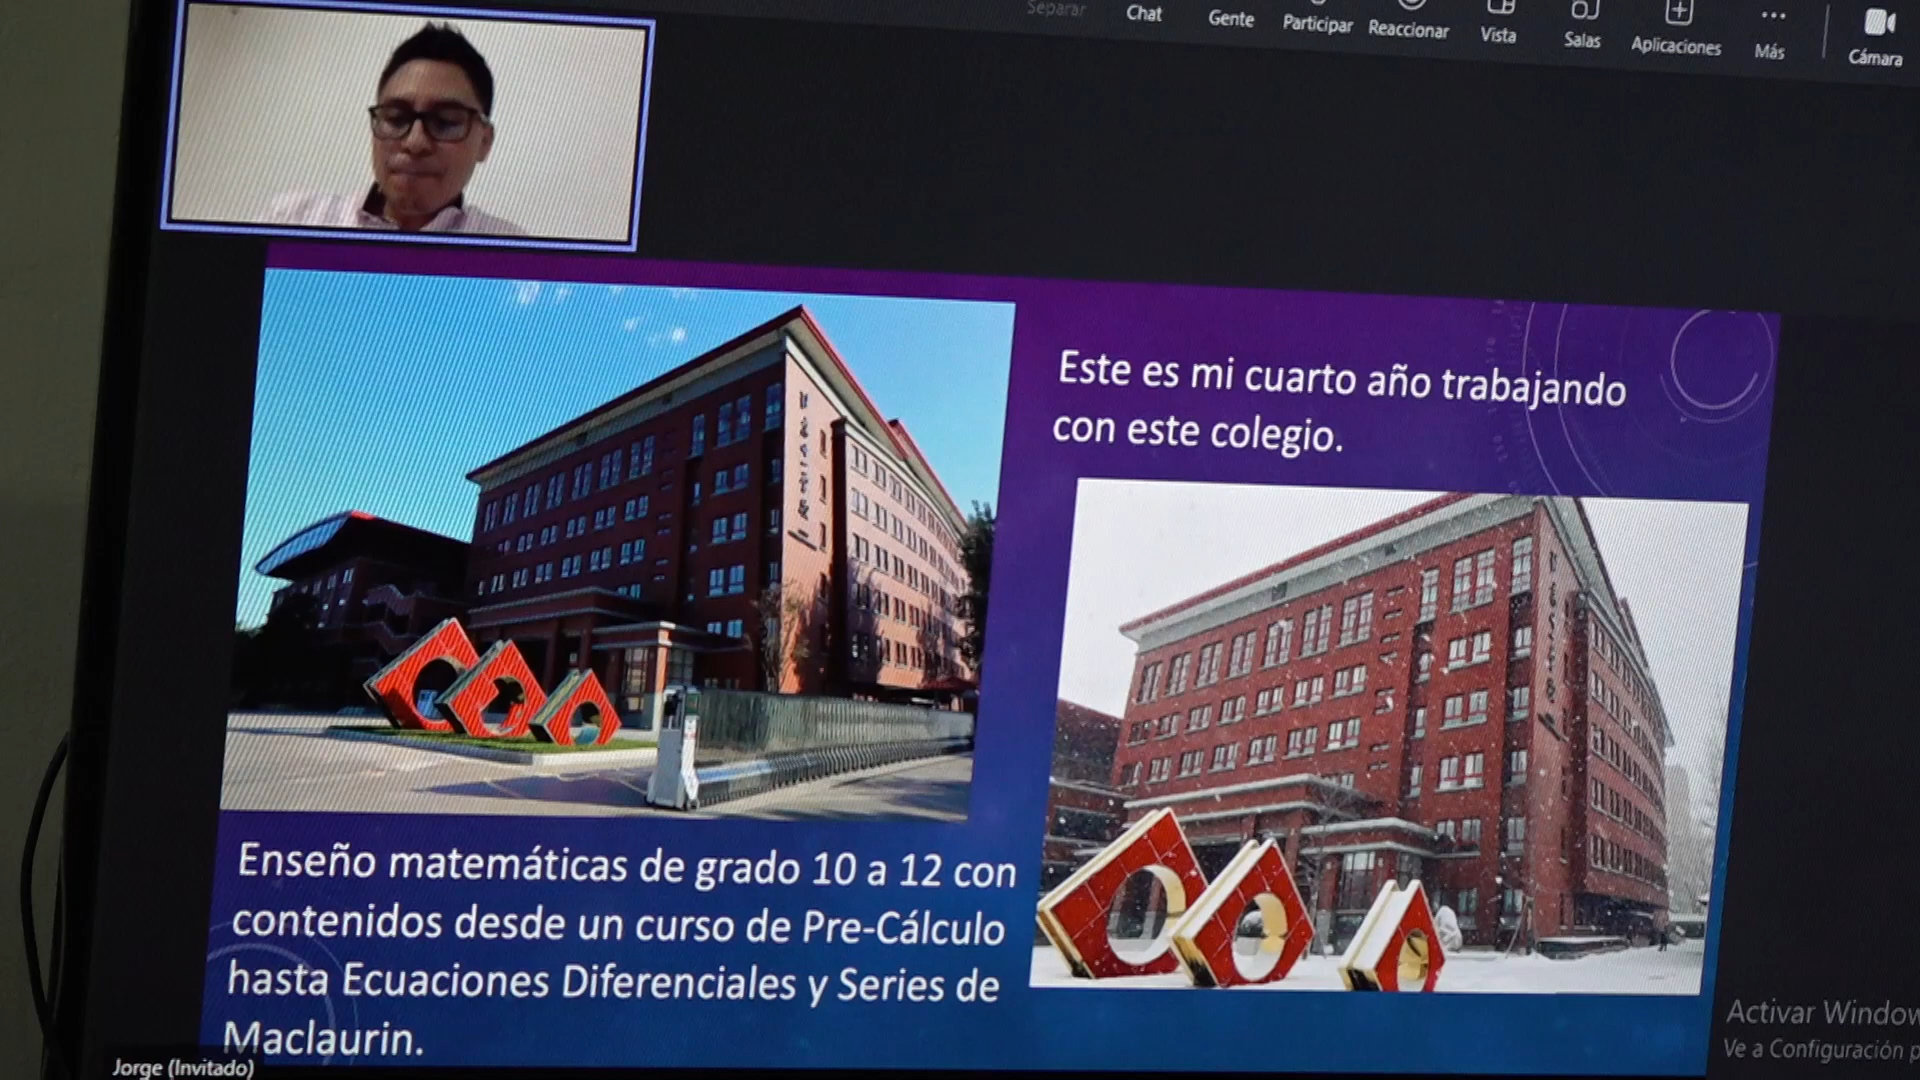 Separar
Chat
Gente
Participar
Reaccionar
Vista
Salas
Aplicaciones
Más
Cámara
Este es mi cuarto año trabajando
con este colegio.
Enseño matemáticas de grado 10 a 12 con
contenidos desde un curso de Pre-Cálculo
hasta Ecuaciones Diferenciales y Series de
Maclaurin.
Jorge (Invitado)
Activar Window
Ve a Configuración p